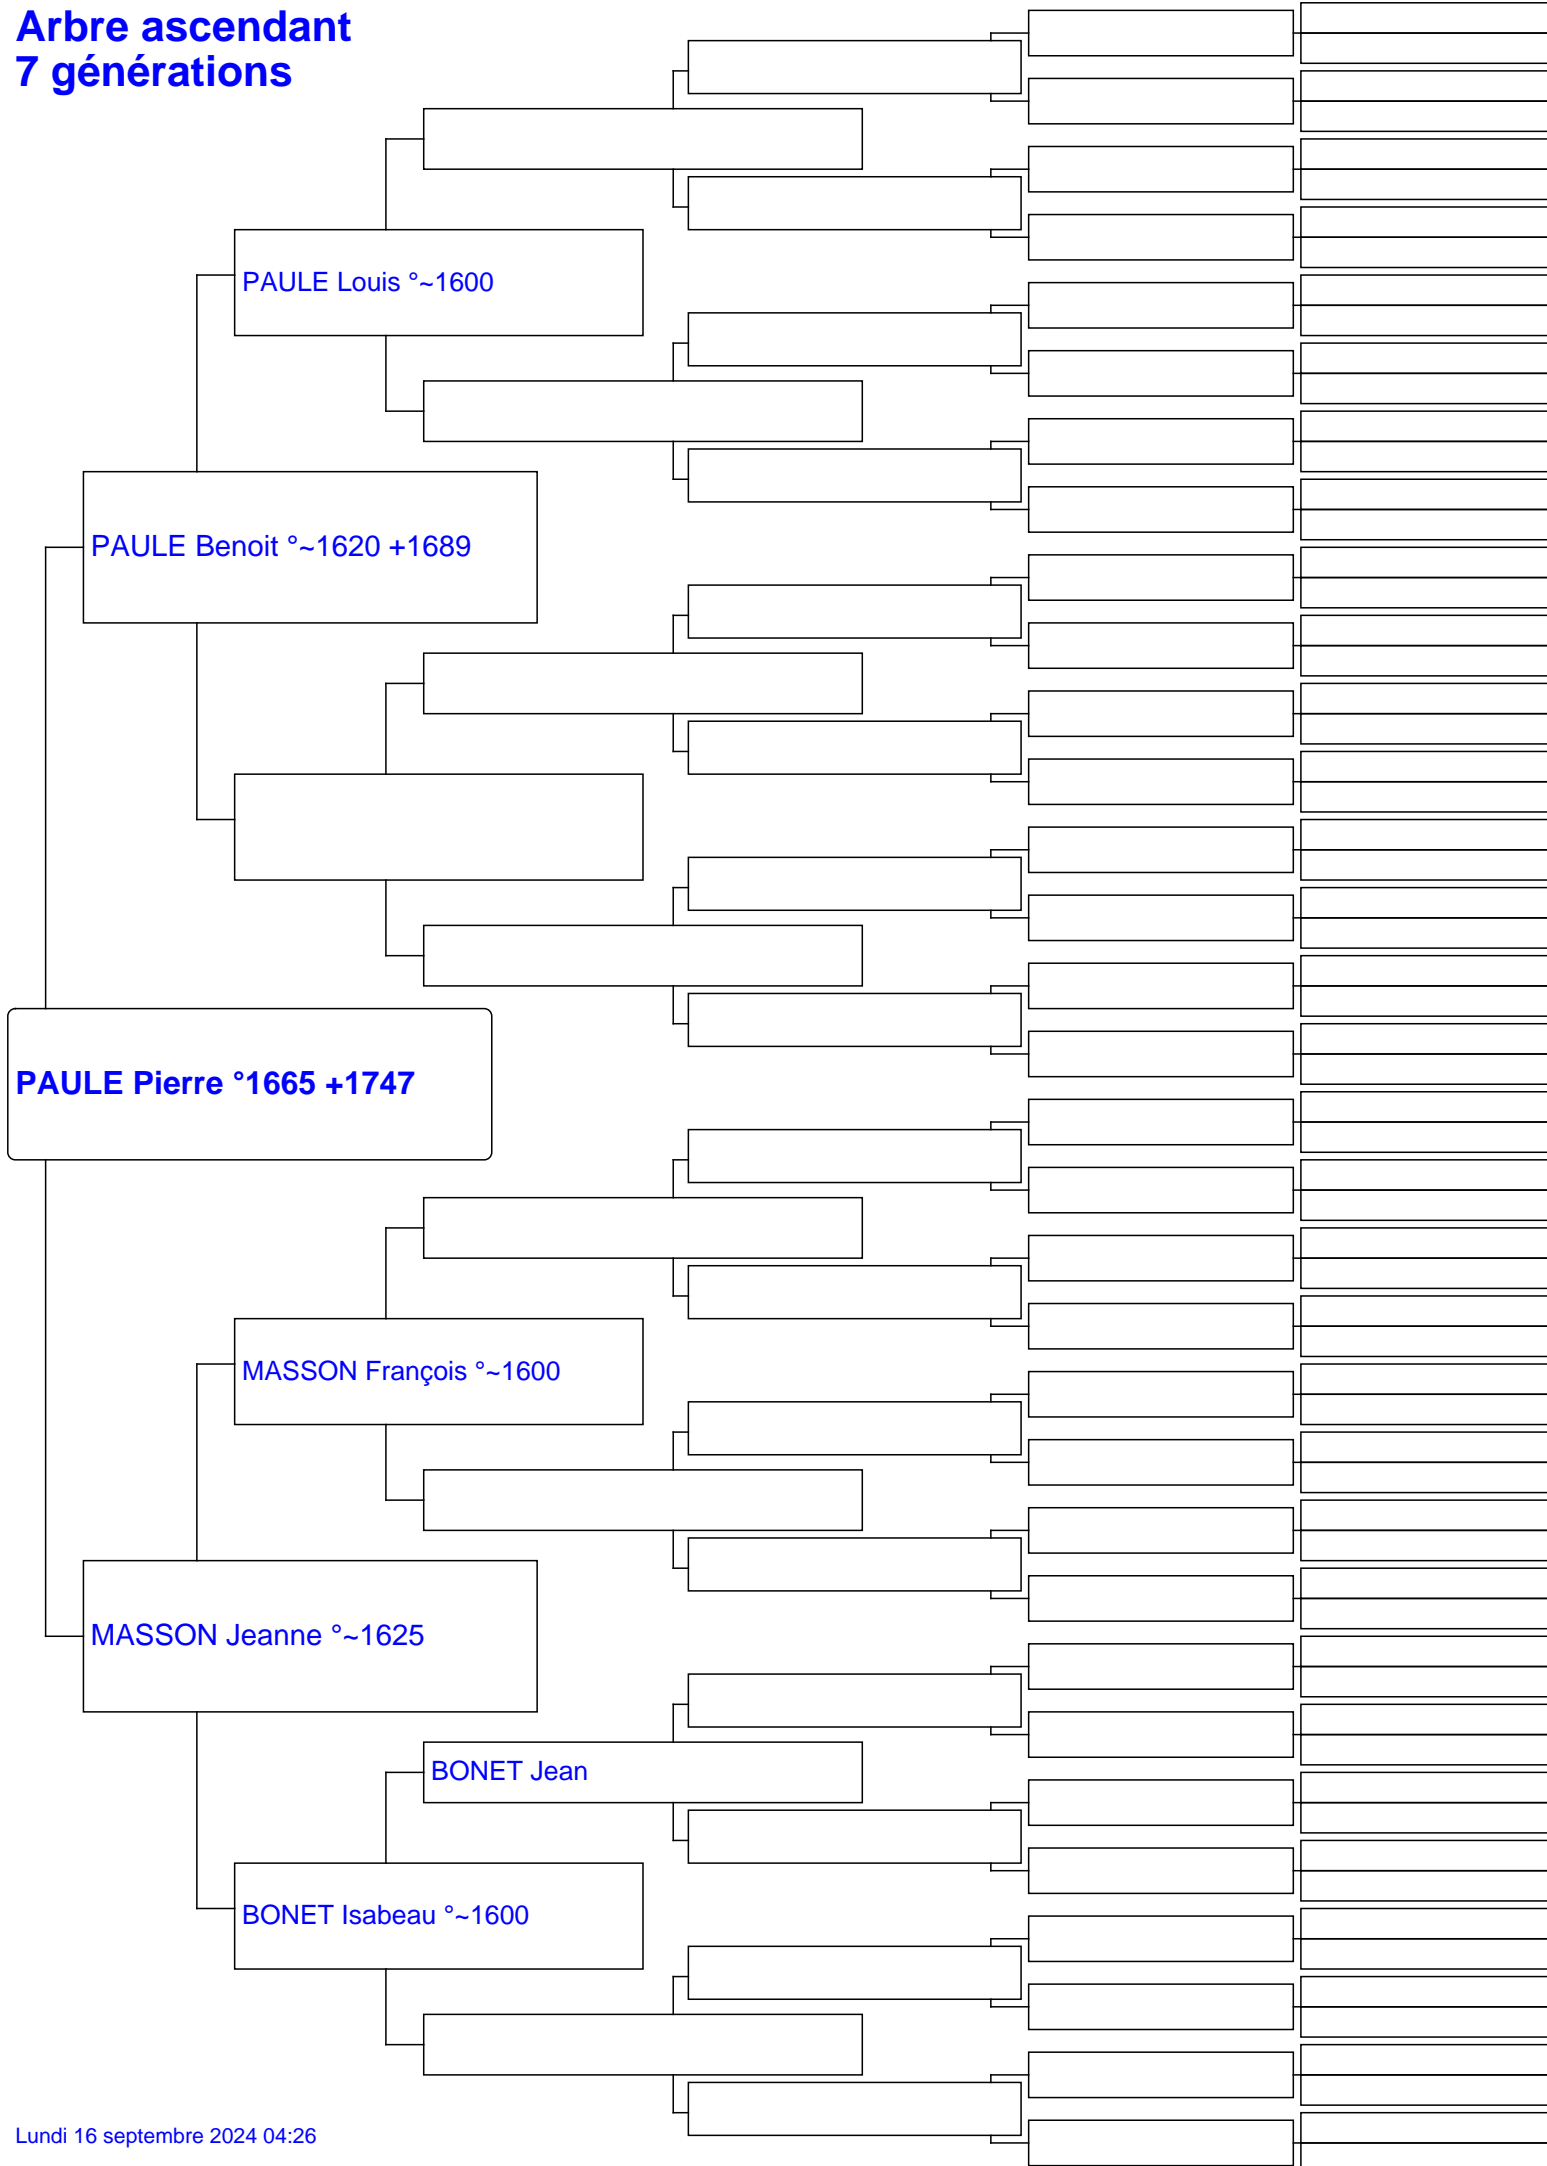 Arbre ascendant
7 générations
PAULE Louis °~1600
PAULE Benoit °~1620 +1689
PAULE Pierre °1665 +1747
MASSON François °~1600
MASSON Jeanne °~1625
BONET Jean
BONET Isabeau °~1600
Lundi 16 septembre 2024 04:26